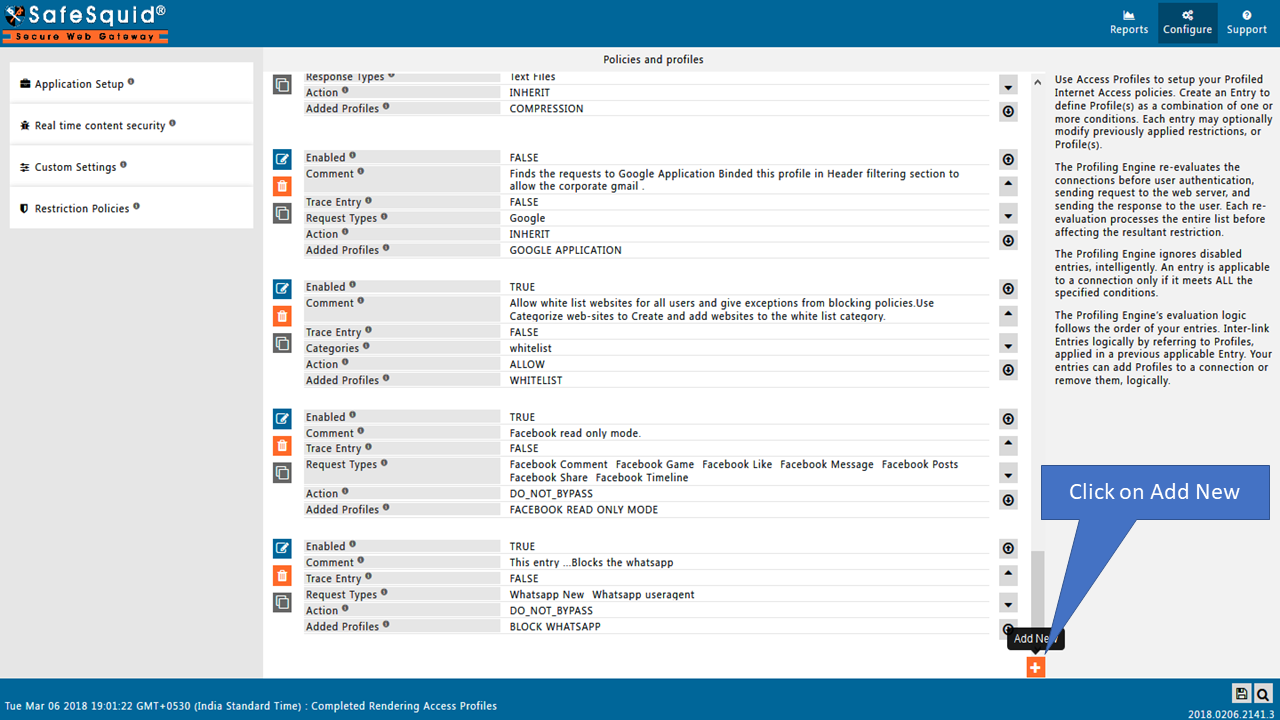 SafeSquid®
Secure Web Gateway
Reports
Configure
Support
Application Setup
Real time content security
Custom Settings
Restriction Policies
Policies and profiles
Response Types Text Files
Action INHERIT
Added Profiles COMPRESSION
Enabled FALSE
Comment Finds the requests to Google Application Binded this profile in Header filtering section to
allow the corporate gmail .
Trace Entry FALSE
Request Types Google
Action INHERIT
Added Profiles GOOGLE APPLICATION
Enabled TRUE
Comment Allow white list websites for all users and give exceptions from blocking policies.Use
Categorize web-sites to Create and add websites to the white list category.
Trace Entry FALSE
Categories whitelist
Action ALLOW
Added Profiles WHITELIST
Enabled TRUE
Comment Facebook read only mode.
Trace Entry FALSE
Request Types Facebook Comment Facebook Game Facebook Like Facebook Message Facebook Posts
Facebook Share Facebook Timeline
Action DO_NOT_BYPASS
Added Profiles FACEBOOK READ ONLY MODE
Enabled TRUE
Comment This entry ...Blocks the whatsapp
Trace Entry FALSE
Request Types Whatsapp New Whatsapp useragent
Action DO_NOT_BYPASS
Added Profiles BLOCK WHATSAPP
Add New
Use Access Profiles to setup your Profiled
Internet Access policies. Create an Entry to
define Profile(s) as a combination of one or
more conditions. Each entry may optionally
modify previously applied restrictions, or
Profile(s).
The Profiling Engine re-evaluates the
connections before user authentication,
sending request to the web server, and
sending the response to the user. Each re-
evaluation processes the entire list before
affecting the resultant restriction.
The Profiling Engine ignores disabled
entries, intelligently. An entry is applicable
to a connection only if it meets ALL the
specified conditions.
The Profiling Engine's evaluation logic
follows the order of your entries. Inter-link
Entries logically by referring to Profiles,
applied in a previous applicable Entry. Your
entries can add Profiles to a connection or
remove them, logically.
Click on Add New
Tue Mar 06 2018 19:01:22 GMT+0530 (India Standard Time) : Completed Rendering Access Profiles
2018.0206.2141.3